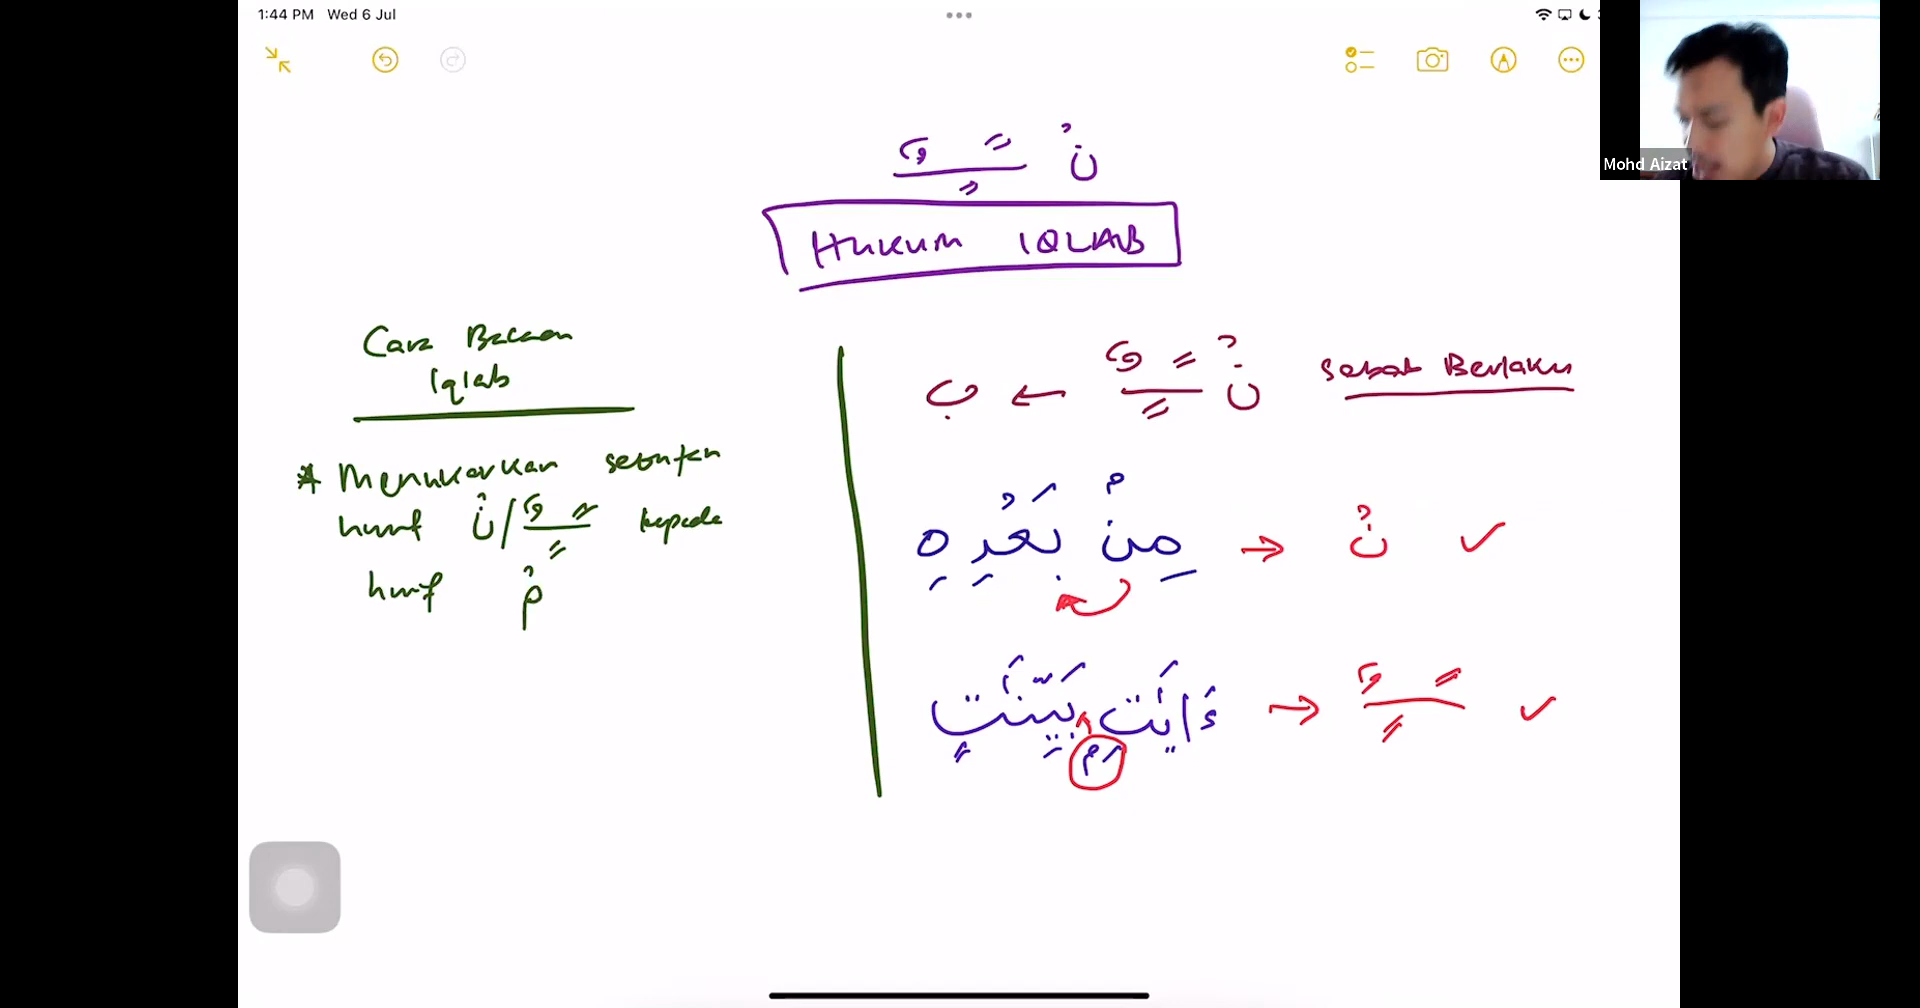 1:44 PM Wed 6 Jul
Mohd Aizat
نْ ـًـٍـٌ
HUKUM IQLAB
Cara Bacaan
Iqlab
* Menukarkan sebutan
huruf نْ / ـًـٍـٌ kepada
huruf مْ
Sebab Berlaku نْ ـًـٍـٌ ← ب
مِنۢ بَعْدِهِ → نْ ✓
ءَايَٰتِۭ بَيِّنَٰتٍ → ـًـٍـٌ ✓